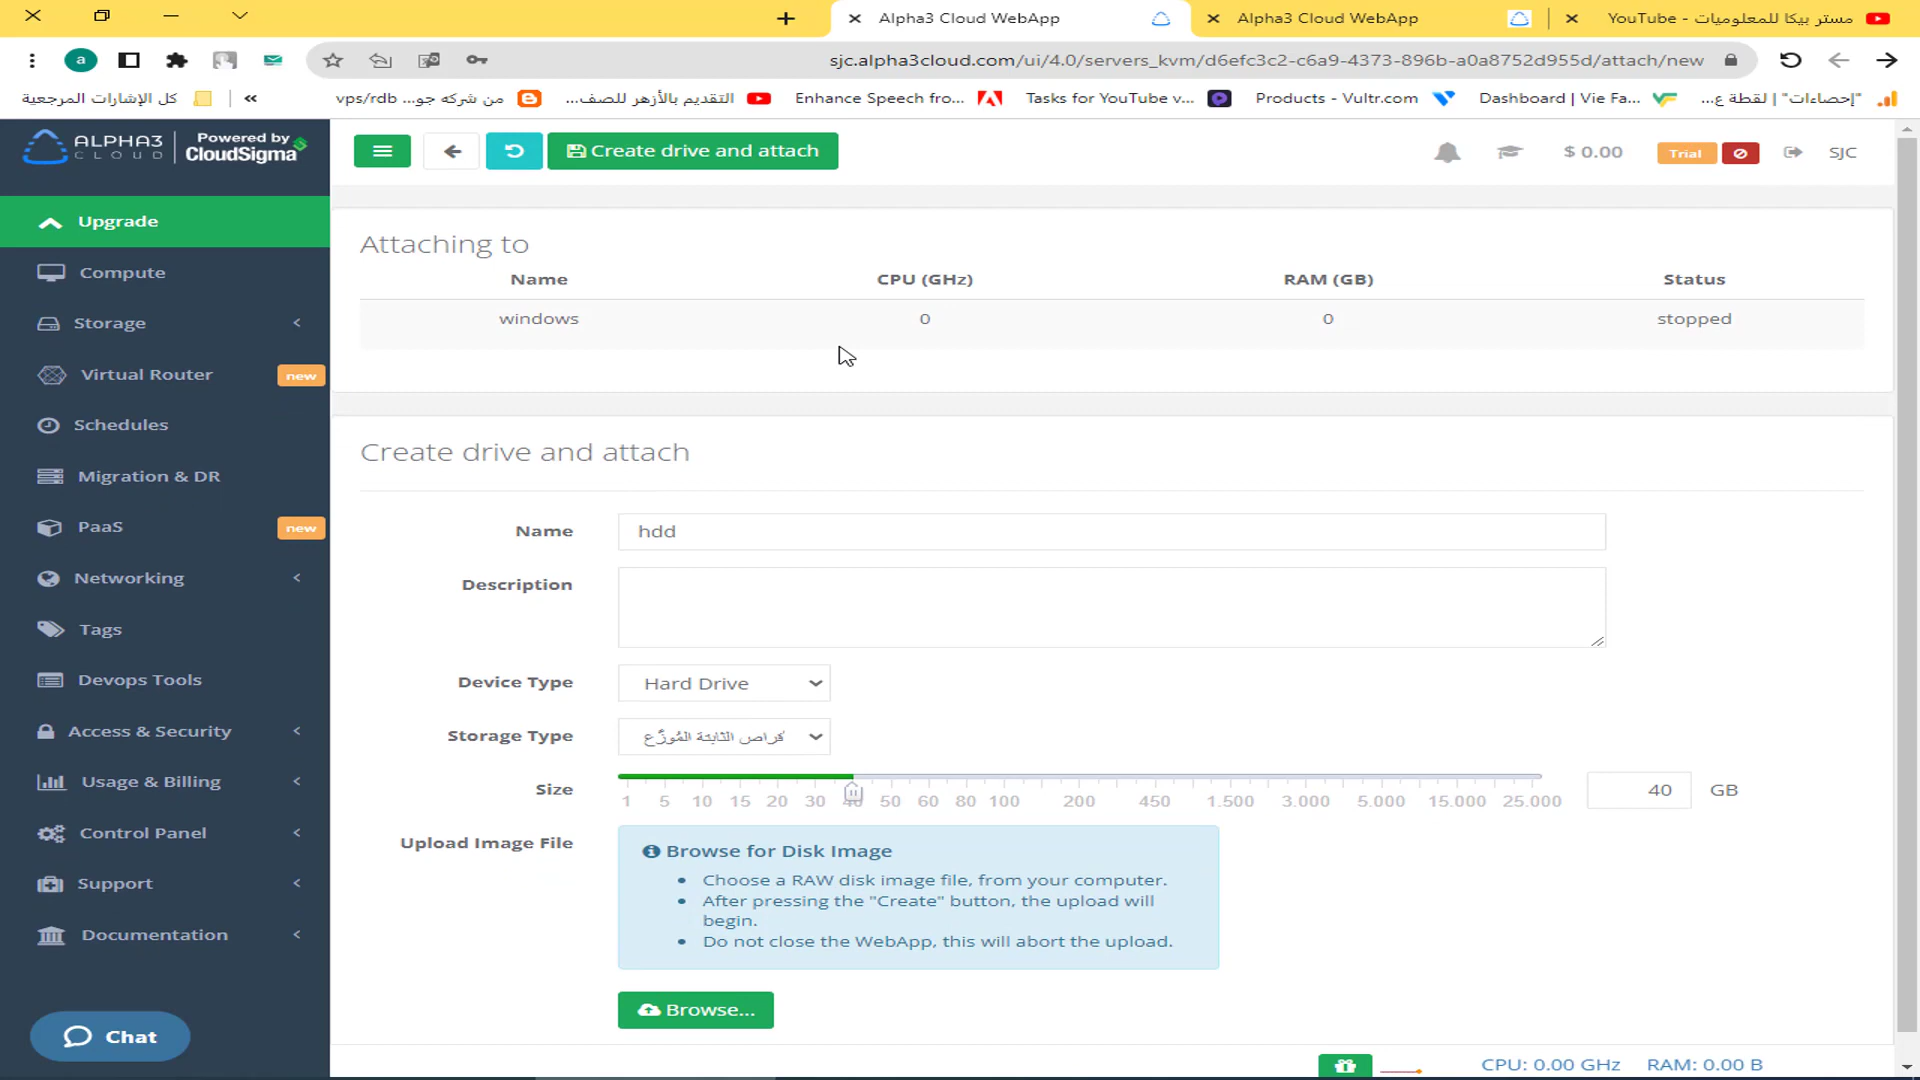 Alpha3 Cloud WebApp
Alpha3 Cloud WebApp
مستر بيكا للمعلوميات - YouTube
a
sjc.alpha3cloud.com/ui/4.0/servers_kvm/d6efc3c2-c6a9-4373-896b-a0a8752d955d/attach/new
كل الإشارات المرجعية
«
من شركه جو... vps/rdb
التقديم بالأزهر للصف...
Enhance Speech fro...
Tasks for YouTube v...
Products - Vultr.com
Dashboard | Vie Fa...
"إحصاءات" | لقطة ع...
ALPHA3 CLOUD
Powered by CloudSigma
Create drive and attach
$ 0.00
Trial
SJC
Upgrade
Compute
Storage
Virtual Router new
Schedules
Migration & DR
PaaS new
Networking
Tags
Devops Tools
Access & Security
Usage & Billing
Control Panel
Support
Documentation
Chat
Attaching to
Name CPU (GHz) RAM (GB) Status
windows 0 0 stopped
Create drive and attach
Name hdd
Description
Device Type Hard Drive
Storage Type الثابتة المُوزَّع
Size
1 5 10 15 20 30 40 50 60 80 100 200 450 1.500 3.000 5.000 15.000 25.000
40 GB
Upload Image File
Browse for Disk Image
• Choose a RAW disk image file, from your computer.
• After pressing the "Create" button, the upload will
begin.
• Do not close the WebApp, this will abort the upload.
Browse...
CPU: 0.00 GHz RAM: 0.00 B